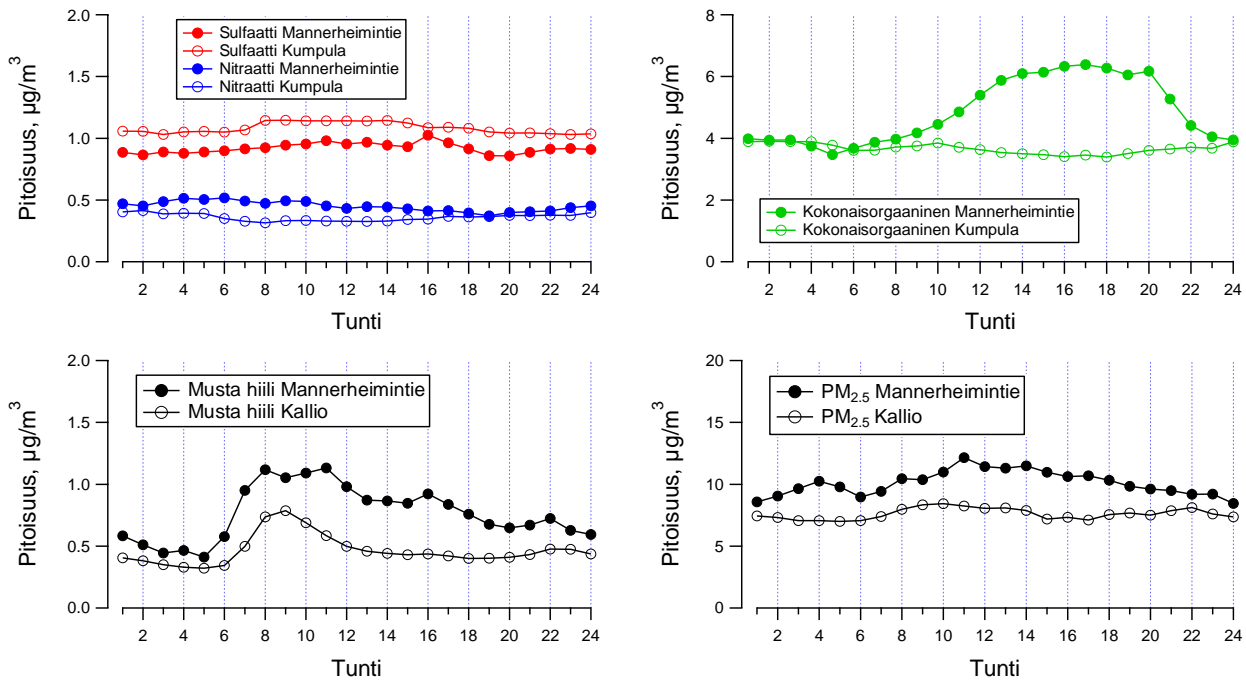 Pitoisuus, µg/m³
2.0
1.5
1.0
0.5
0.0
Sulfaatti Mannerheimintie
Sulfaatti Kumpula
Nitraatti Mannerheimintie
Nitraatti Kumpula
2 4 6 8 10 12 14 16 18 20 22 24
Tunti
Pitoisuus, µg/m³
8
6
4
2
0
Kokonaisorgaaninen Mannerheimintie
Kokonaisorgaaninen Kumpula
2 4 6 8 10 12 14 16 18 20 22 24
Tunti
Pitoisuus, µg/m³
2.0
1.5
1.0
0.5
0.0
Musta hiili Mannerheimintie
Musta hiili Kallio
2 4 6 8 10 12 14 16 18 20 22 24
Tunti
Pitoisuus, µg/m³
20
15
10
5
0
PM₂.₅ Mannerheimintie
PM₂.₅ Kallio
2 4 6 8 10 12 14 16 18 20 22 24
Tunti